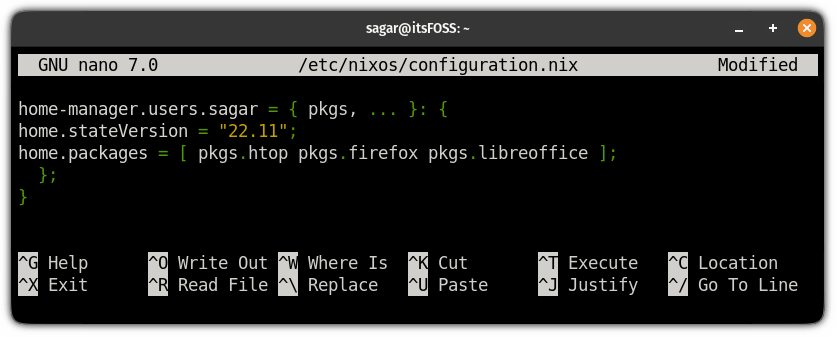 sagar@itsFOSS: ~
GNU nano 7.0 /etc/nixos/configuration.nix Modified
home-manager.users.sagar = { pkgs, ... }: {
home.stateVersion = "22.11";
home.packages = [ pkgs.htop pkgs.firefox pkgs.libreoffice ];
};
}
^G Help ^O Write Out ^W Where Is ^K Cut ^T Execute ^C Location
^X Exit ^R Read File ^\ Replace ^U Paste ^J Justify ^/ Go To Line